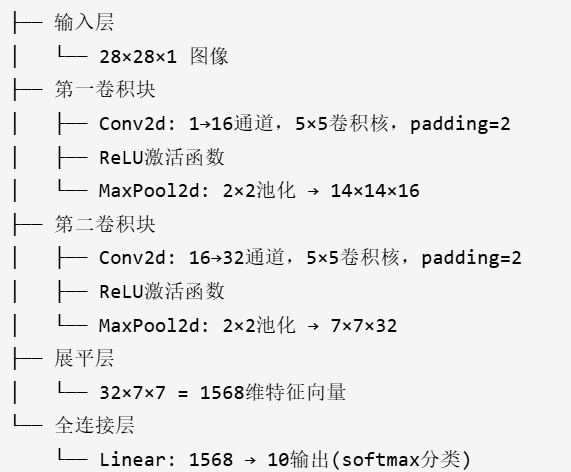 ├── 输入层
│   └── 28×28×1 图像
├── 第一卷积块
│   ├── Conv2d: 1→16通道，5×5卷积核，padding=2
│   ├── ReLU激活函数
│   └── MaxPool2d: 2×2池化 → 14×14×16
├── 第二卷积块
│   ├── Conv2d: 16→32通道，5×5卷积核，padding=2
│   ├── ReLU激活函数
│   └── MaxPool2d: 2×2池化 → 7×7×32
├── 展平层
│   └── 32×7×7 = 1568维特征向量
└── 全连接层
    └── Linear: 1568 → 10输出(softmax分类)